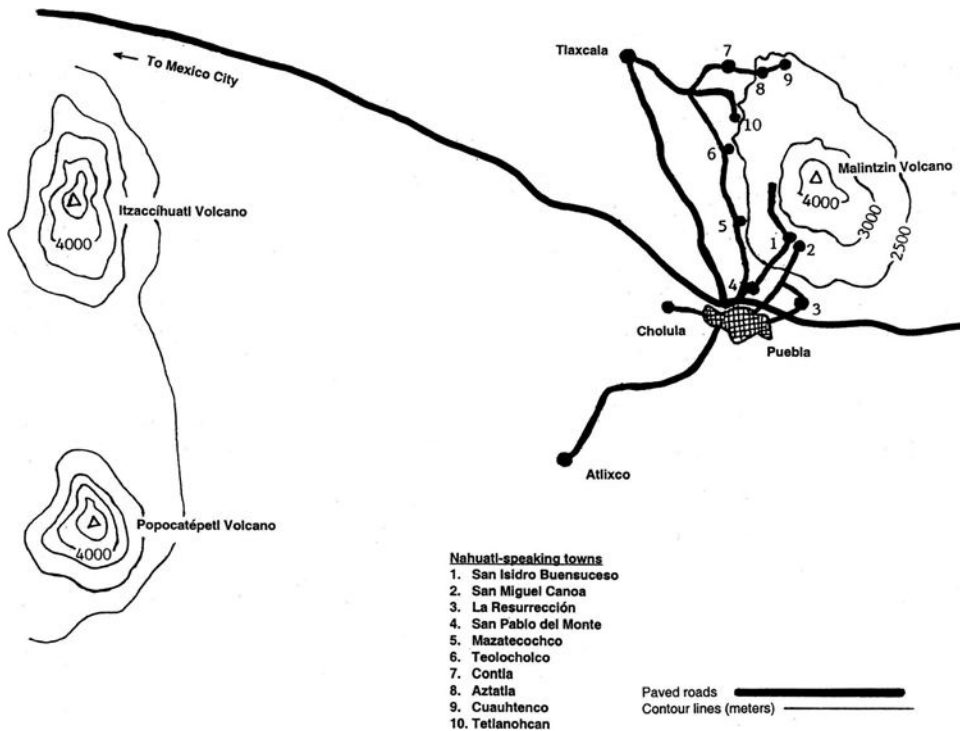 ← To Mexico City
Tlaxcala
7
8
9
10
6
Malintzin Volcano
4000
3000
2500
Itzaccíhuatl Volcano
4000
5
1
2
4
3
Cholula
Puebla
Atlixco
Popocatépetl Volcano
4000
Nahuatl-speaking towns
1. San Isidro Buensuceso
2. San Miguel Canoa
3. La Resurrección
4. San Pablo del Monte
5. Mazatecochco
6. Teolocholco
7. Contla
8. Aztatla
9. Cuauhtenco
10. Tetlanohcan
Paved roads
Contour lines (meters)